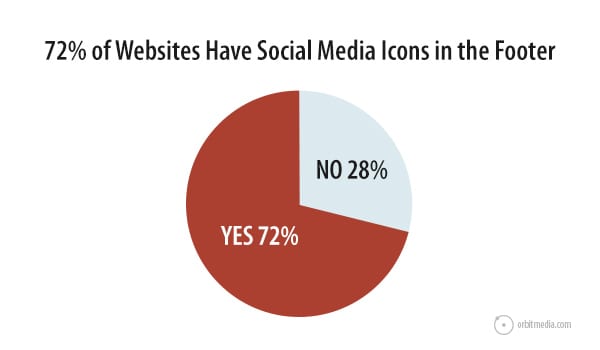 72% of Websites Have Social Media Icons in the Footer
NO 28%
YES 72%
orbitmedia.com